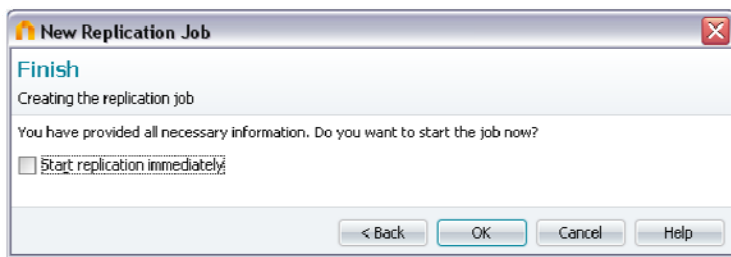 New Replication Job
Finish
Creating the replication job
You have provided all necessary information. Do you want to start the job now?
Start replication immediately
< Back OK Cancel Help